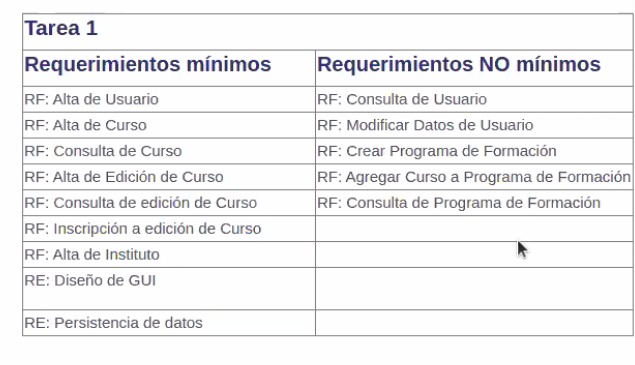 Tarea 1
Requerimientos mínimos Requerimientos NO mínimos
RF: Alta de Usuario RF: Consulta de Usuario
RF: Alta de Curso RF: Modificar Datos de Usuario
RF: Consulta de Curso RF: Crear Programa de Formación
RF: Alta de Edición de Curso RF: Agregar Curso a Programa de Formación
RF: Consulta de edición de Curso RF: Consulta de Programa de Formación
RF: Inscripción a edición de Curso
RF: Alta de Instituto
RE: Diseño de GUI
RE: Persistencia de datos